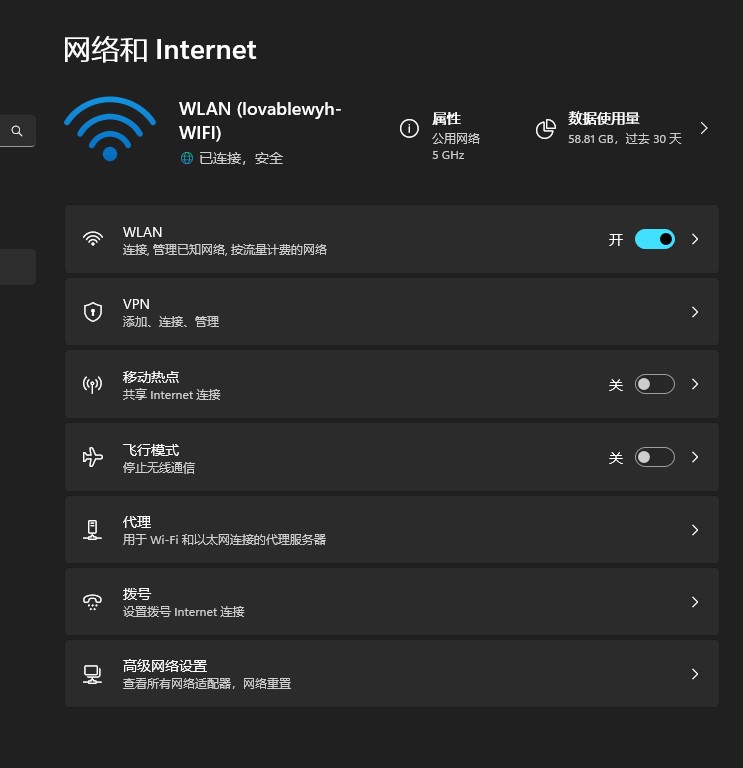 网络和 Internet
WLAN (lovablewyh-
WIFI)
已连接，安全
属性
公用网络
5 GHz
数据使用量
58.81 GB，过去 30 天
WLAN
连接, 管理已知网络, 按流量计费的网络
开
VPN
添加、连接、管理
移动热点
共享 Internet 连接
关
飞行模式
停止无线通信
关
代理
用于 Wi-Fi 和以太网连接的代理服务器
拨号
设置拨号 Internet 连接
高级网络设置
查看所有网络适配器，网络重置